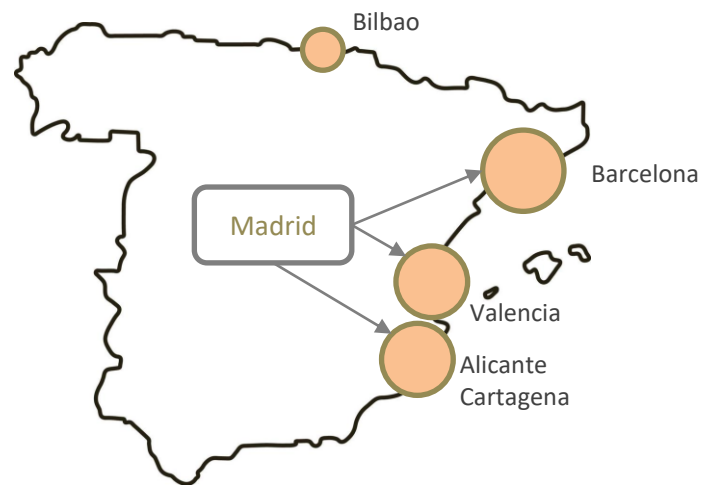 Bilbao
Barcelona
Madrid
Valencia
Alicante
Cartagena